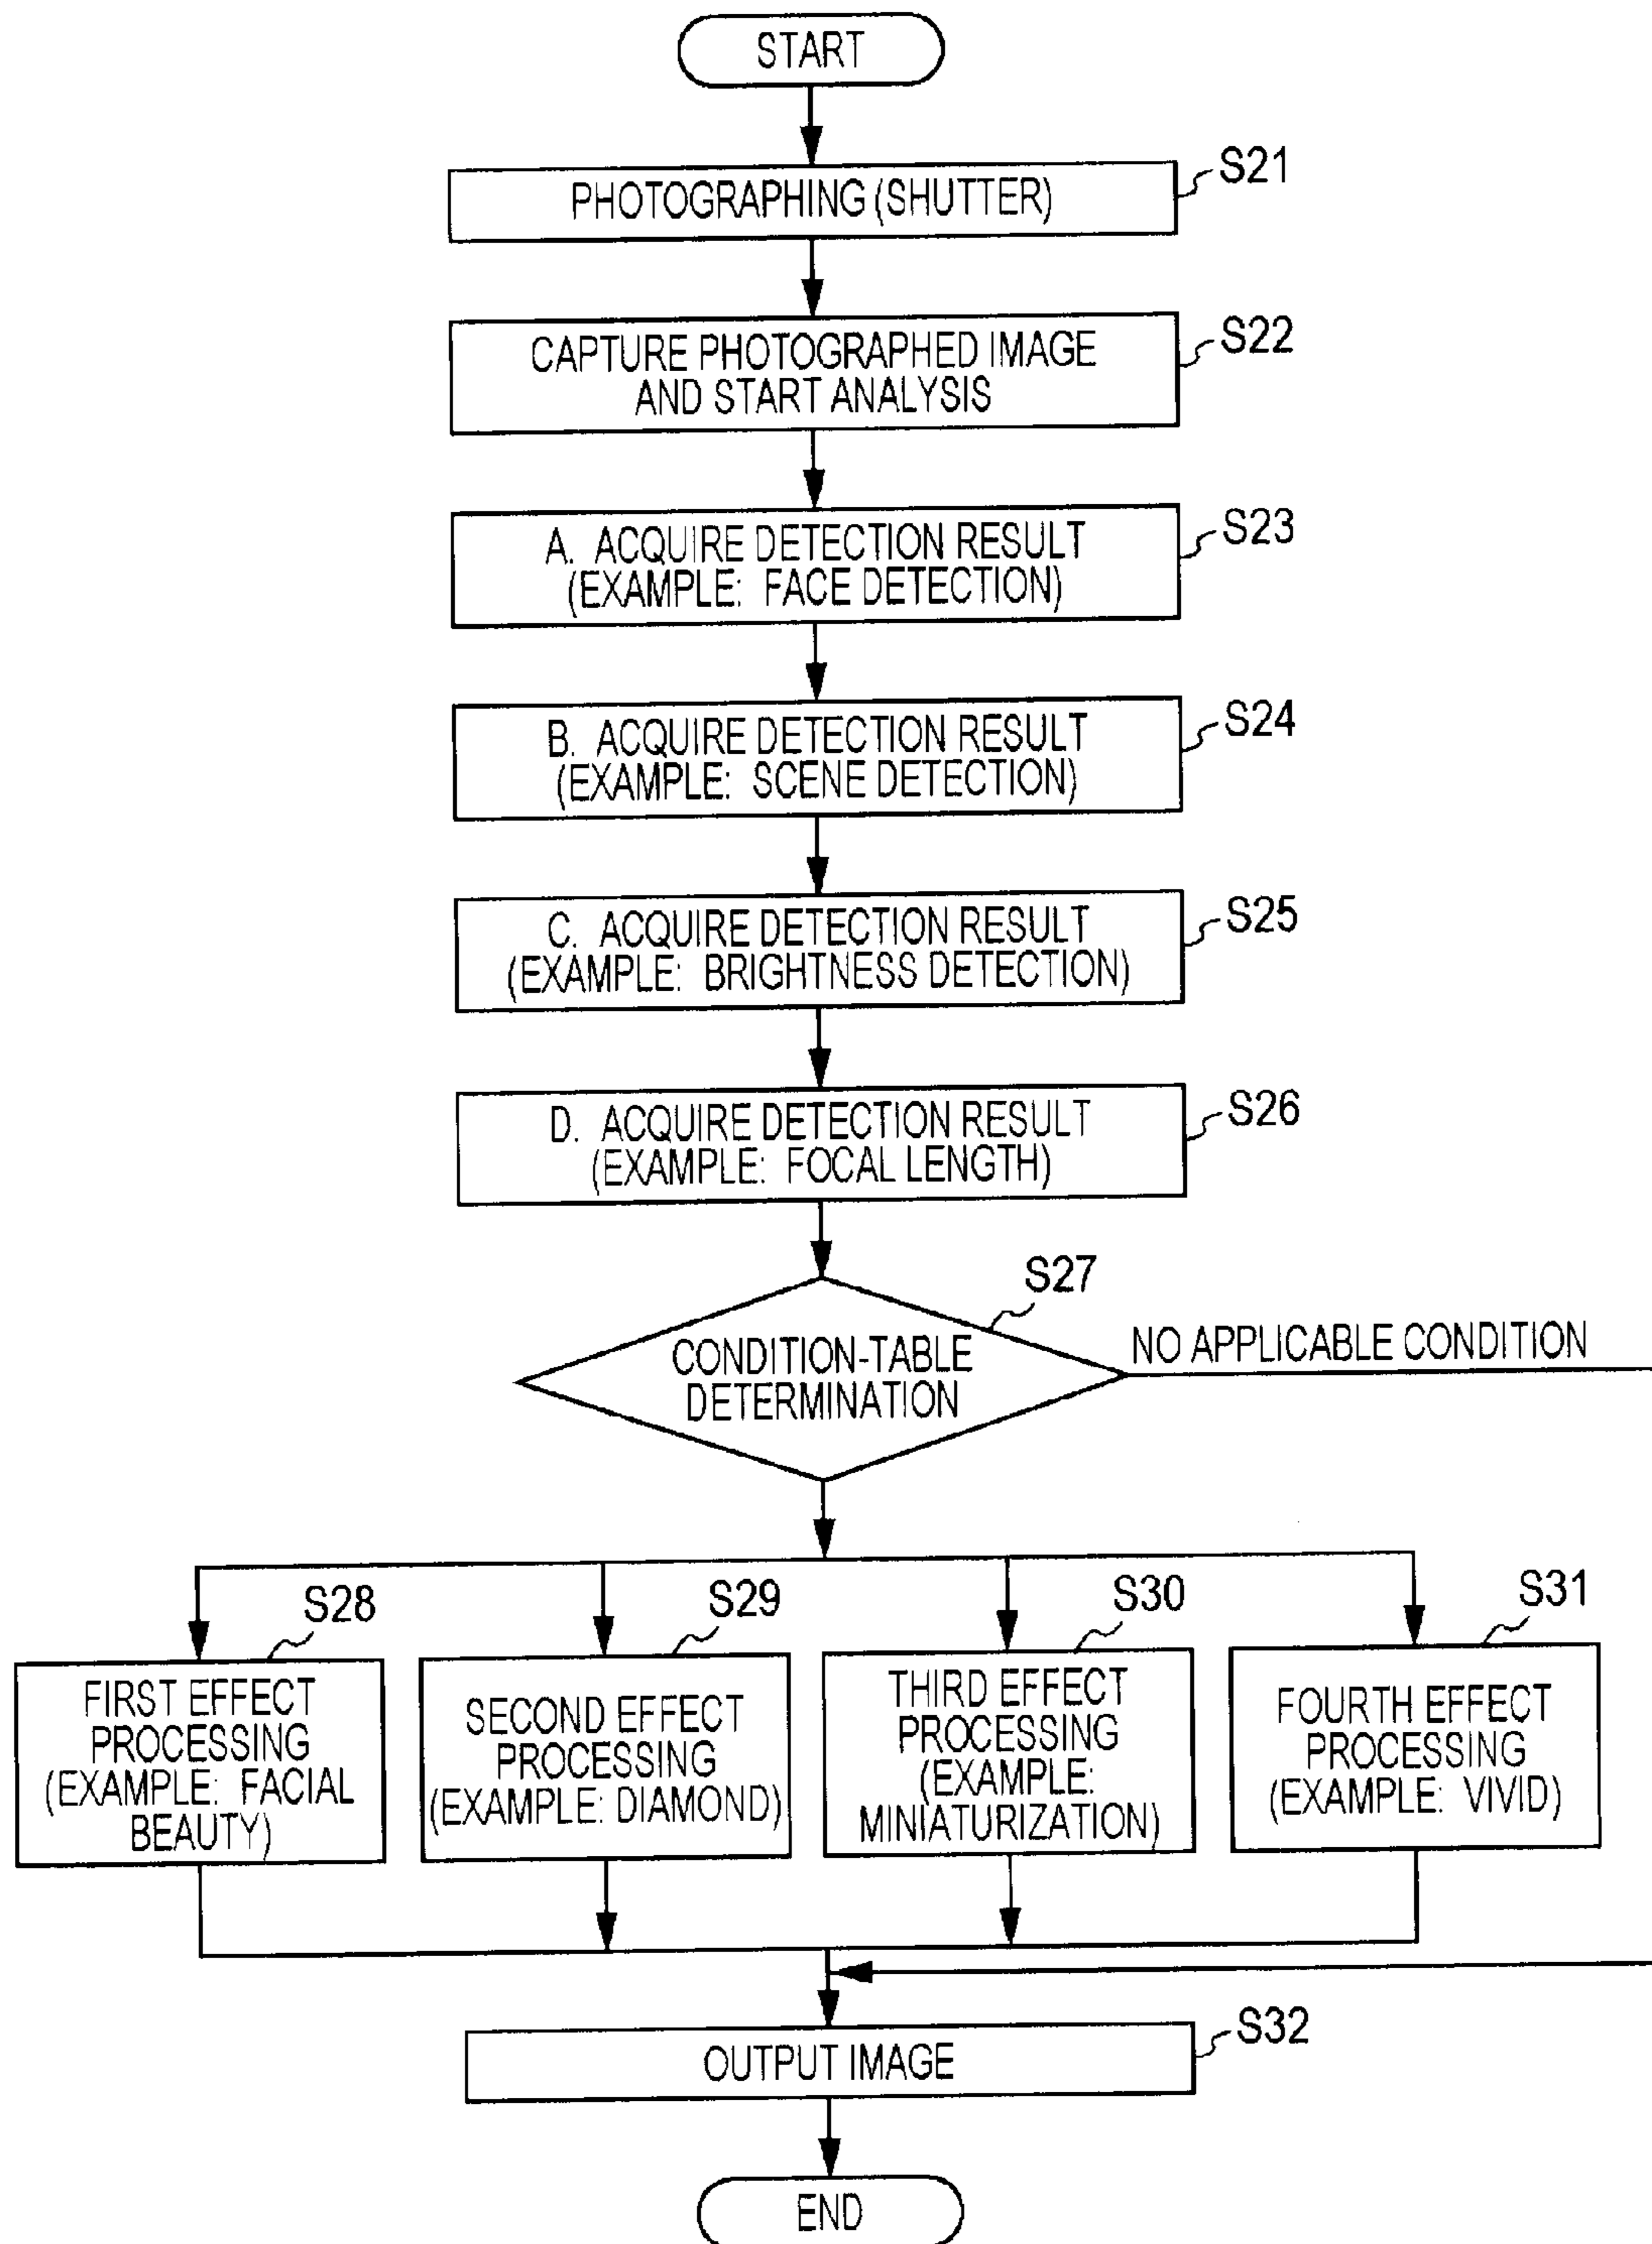 START
PHOTOGRAPHING (SHUTTER)
S21
CAPTURE PHOTOGRAPHED IMAGE
AND START ANALYSIS
S22
A. ACQUIRE DETECTION RESULT
(EXAMPLE: FACE DETECTION)
S23
B. ACQUIRE DETECTION RESULT
(EXAMPLE: SCENE DETECTION)
S24
C. ACQUIRE DETECTION RESULT
(EXAMPLE: BRIGHTNESS DETECTION)
S25
D. ACQUIRE DETECTION RESULT
(EXAMPLE: FOCAL LENGTH)
S26
S27
CONDITION-TABLE
DETERMINATION
NO APPLICABLE CONDITION
S28
FIRST EFFECT
PROCESSING
(EXAMPLE: FACIAL
BEAUTY)
S29
SECOND EFFECT
PROCESSING
(EXAMPLE: DIAMOND)
S30
THIRD EFFECT
PROCESSING
(EXAMPLE:
MINIATURIZATION)
S31
FOURTH EFFECT
PROCESSING
(EXAMPLE: VIVID)
OUTPUT IMAGE
S32
END